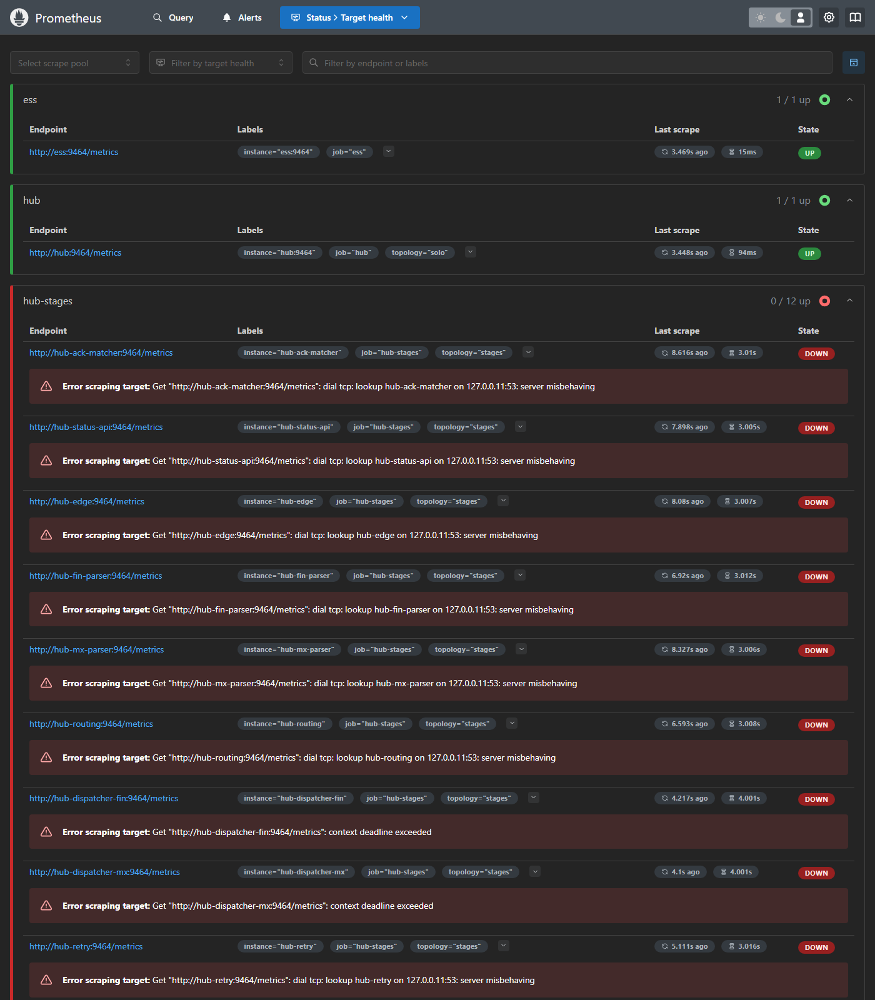 Prometheus Query Alerts Status > Target health
Select scrape pool Filter by target health Filter by endpoint or labels
ess 1 / 1 up
Endpoint Labels Last scrape State
http://ess:9464/metrics instance="ess:9464" job="ess" 3.469s ago 15ms UP
hub 1 / 1 up
Endpoint Labels Last scrape State
http://hub:9464/metrics instance="hub:9464" job="hub" topology="solo" 3.448s ago 94ms UP
hub-stages 0 / 12 up
Endpoint Labels Last scrape State
http://hub-ack-matcher:9464/metrics instance="hub-ack-matcher" job="hub-stages" topology="stages" 8.616s ago 3.01s DOWN
Error scraping target: Get "http://hub-ack-matcher:9464/metrics": dial tcp: lookup hub-ack-matcher on 127.0.0.11:53: server misbehaving
http://hub-status-api:9464/metrics instance="hub-status-api" job="hub-stages" topology="stages" 7.898s ago 3.005s DOWN
Error scraping target: Get "http://hub-status-api:9464/metrics": dial tcp: lookup hub-status-api on 127.0.0.11:53: server misbehaving
http://hub-edge:9464/metrics instance="hub-edge" job="hub-stages" topology="stages" 8.08s ago 3.007s DOWN
Error scraping target: Get "http://hub-edge:9464/metrics": dial tcp: lookup hub-edge on 127.0.0.11:53: server misbehaving
http://hub-fin-parser:9464/metrics instance="hub-fin-parser" job="hub-stages" topology="stages" 6.92s ago 3.012s DOWN
Error scraping target: Get "http://hub-fin-parser:9464/metrics": dial tcp: lookup hub-fin-parser on 127.0.0.11:53: server misbehaving
http://hub-mx-parser:9464/metrics instance="hub-mx-parser" job="hub-stages" topology="stages" 8.327s ago 3.006s DOWN
Error scraping target: Get "http://hub-mx-parser:9464/metrics": dial tcp: lookup hub-mx-parser on 127.0.0.11:53: server misbehaving
http://hub-routing:9464/metrics instance="hub-routing" job="hub-stages" topology="stages" 6.593s ago 3.008s DOWN
Error scraping target: Get "http://hub-routing:9464/metrics": dial tcp: lookup hub-routing on 127.0.0.11:53: server misbehaving
http://hub-dispatcher-fin:9464/metrics instance="hub-dispatcher-fin" job="hub-stages" topology="stages" 4.217s ago 4.001s DOWN
Error scraping target: Get "http://hub-dispatcher-fin:9464/metrics": context deadline exceeded
http://hub-dispatcher-mx:9464/metrics instance="hub-dispatcher-mx" job="hub-stages" topology="stages" 4.1s ago 4.001s DOWN
Error scraping target: Get "http://hub-dispatcher-mx:9464/metrics": context deadline exceeded
http://hub-retry:9464/metrics instance="hub-retry" job="hub-stages" topology="stages" 5.111s ago 3.016s DOWN
Error scraping target: Get "http://hub-retry:9464/metrics": dial tcp: lookup hub-retry on 127.0.0.11:53: server misbehaving